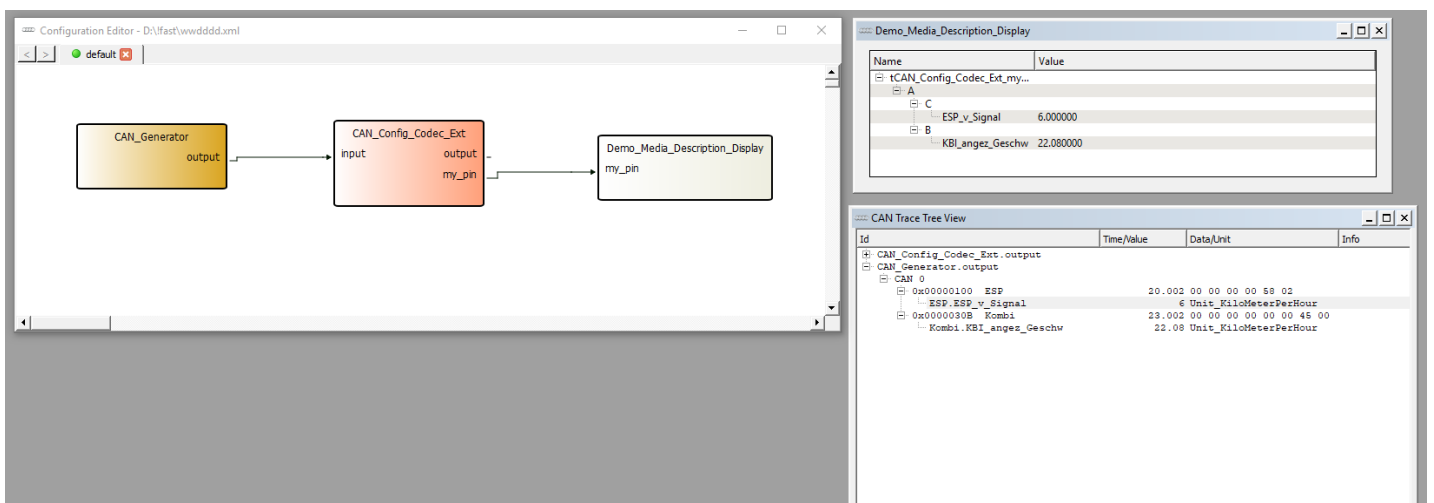 Configuration Editor - D:\!fast\wwdddd.xml
< > default
CAN_Generator
output
CAN_Config_Codec_Ext
input output
my_pin
Demo_Media_Description_Display
my_pin
Demo_Media_Description_Display
Name Value
tCAN_Config_Codec_Ext_my...
A
C
ESP_v_Signal 6.000000
B
KBI_angez_Geschw 22.080000
CAN Trace Tree View
Id Time/Value Data/Unit Info
CAN_Config_Codec_Ext.output
CAN_Generator.output
CAN 0
0x00000100 ESP 20.002 00 00 00 00 58 02
ESP.ESP_v_Signal 6 Unit_KiloMeterPerHour
0x0000030B Kombi 23.002 00 00 00 00 00 00 45 00
Kombi.KBI_angez_Geschw 22.08 Unit_KiloMeterPerHour